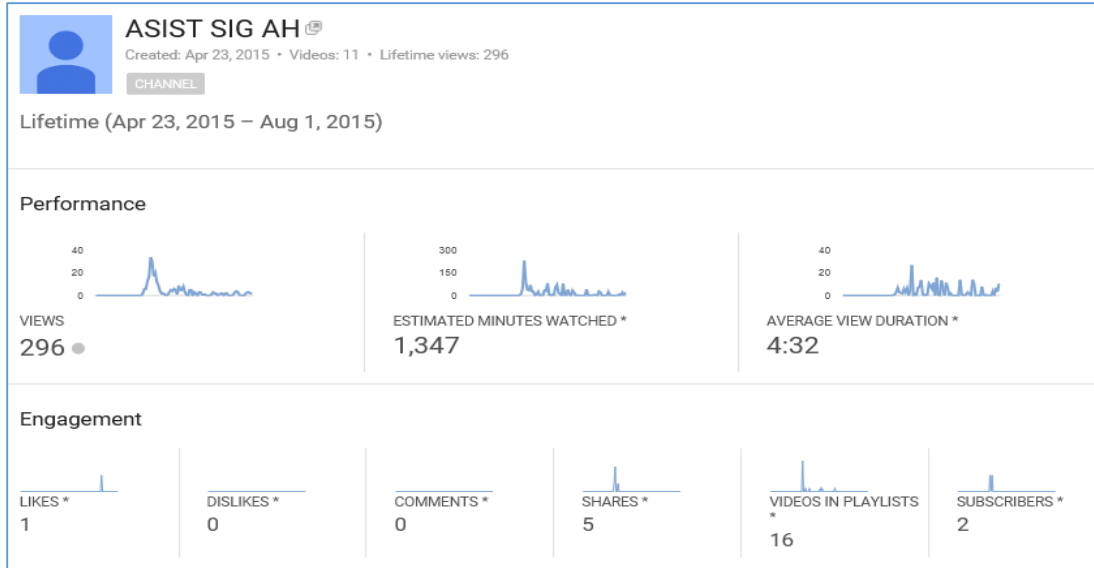 ASIST SIG AH
Created: Apr 23, 2015 • Videos: 11 • Lifetime views: 296
CHANNEL
Lifetime (Apr 23, 2015 – Aug 1, 2015)
Performance
40
20
0
VIEWS
296
300
150
0
ESTIMATED MINUTES WATCHED *
1,347
40
20
0
AVERAGE VIEW DURATION *
4:32
Engagement
LIKES *
1
DISLIKES *
0
COMMENTS *
0
SHARES *
5
VIDEOS IN PLAYLISTS
*
16
SUBSCRIBERS *
2